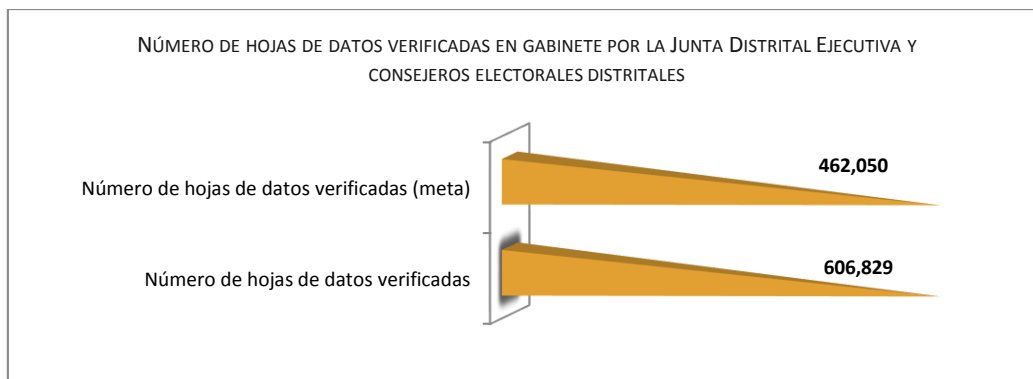 NÚMERO DE HOJAS DE DATOS VERIFICADAS EN GABINETE POR LA JUNTA DISTRITAL EJECUTIVA Y
CONSEJEROS ELECTORALES DISTRITALES
462,050
Número de hojas de datos verificadas (meta)
606,829
Número de hojas de datos verificadas